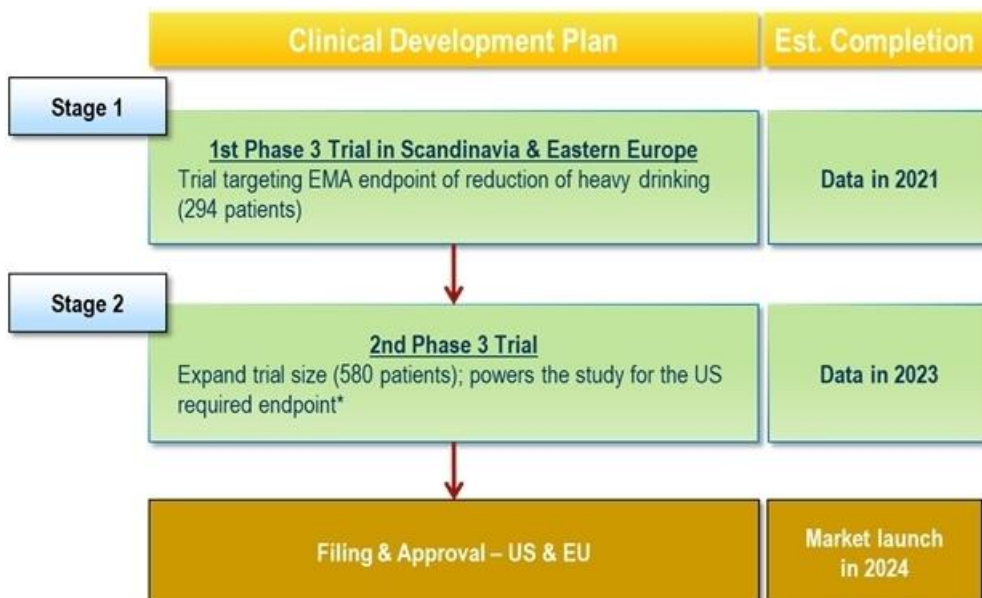 Clinical Development Plan
Est. Completion
Stage 1
1st Phase 3 Trial in Scandinavia & Eastern Europe
Trial targeting EMA endpoint of reduction of heavy drinking
(294 patients)
Data in 2021
Stage 2
2nd Phase 3 Trial
Expand trial size (580 patients); powers the study for the US
required endpoint*
Data in 2023
Filing & Approval – US & EU
Market launch
in 2024